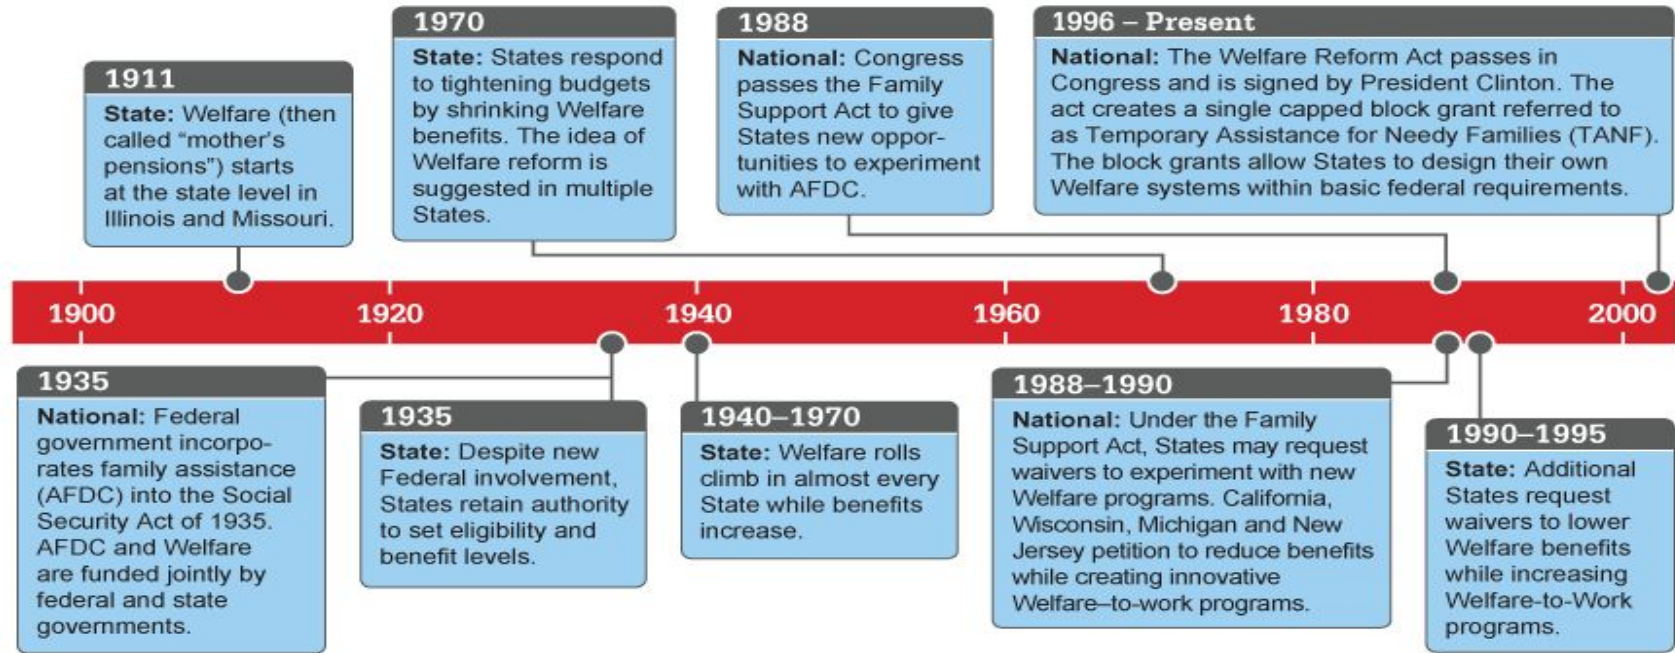 1911
State: Welfare (then
called “mother’s
pensions”) starts
at the state level in
Illinois and Missouri.
1970
State: States respond
to tightening budgets
by shrinking Welfare
benefits. The idea of
Welfare reform is
suggested in multiple
States.
1988
National: Congress
passes the Family
Support Act to give
States new oppor-
tunities to experiment
with AFDC.
1996 – Present
National: The Welfare Reform Act passes in
Congress and is signed by President Clinton. The
act creates a single capped block grant referred to
as Temporary Assistance for Needy Families (TANF).
The block grants allow States to design their own
Welfare systems within basic federal requirements.
1900 1920 1940 1960 1980 2000
1935
National: Federal
government incorpo-
rates family assistance
(AFDC) into the Social
Security Act of 1935.
AFDC and Welfare
are funded jointly by
federal and state
governments.
1935
State: Despite new
Federal involvement,
States retain authority
to set eligibility and
benefit levels.
1940–1970
State: Welfare rolls
climb in almost every
State while benefits
increase.
1988–1990
National: Under the Family
Support Act, States may request
waivers to experiment with new
Welfare programs. California,
Wisconsin, Michigan and New
Jersey petition to reduce benefits
while creating innovative
Welfare–to-work programs.
1990–1995
State: Additional
States request
waivers to lower
Welfare benefits
while increasing
Welfare-to-Work
programs.